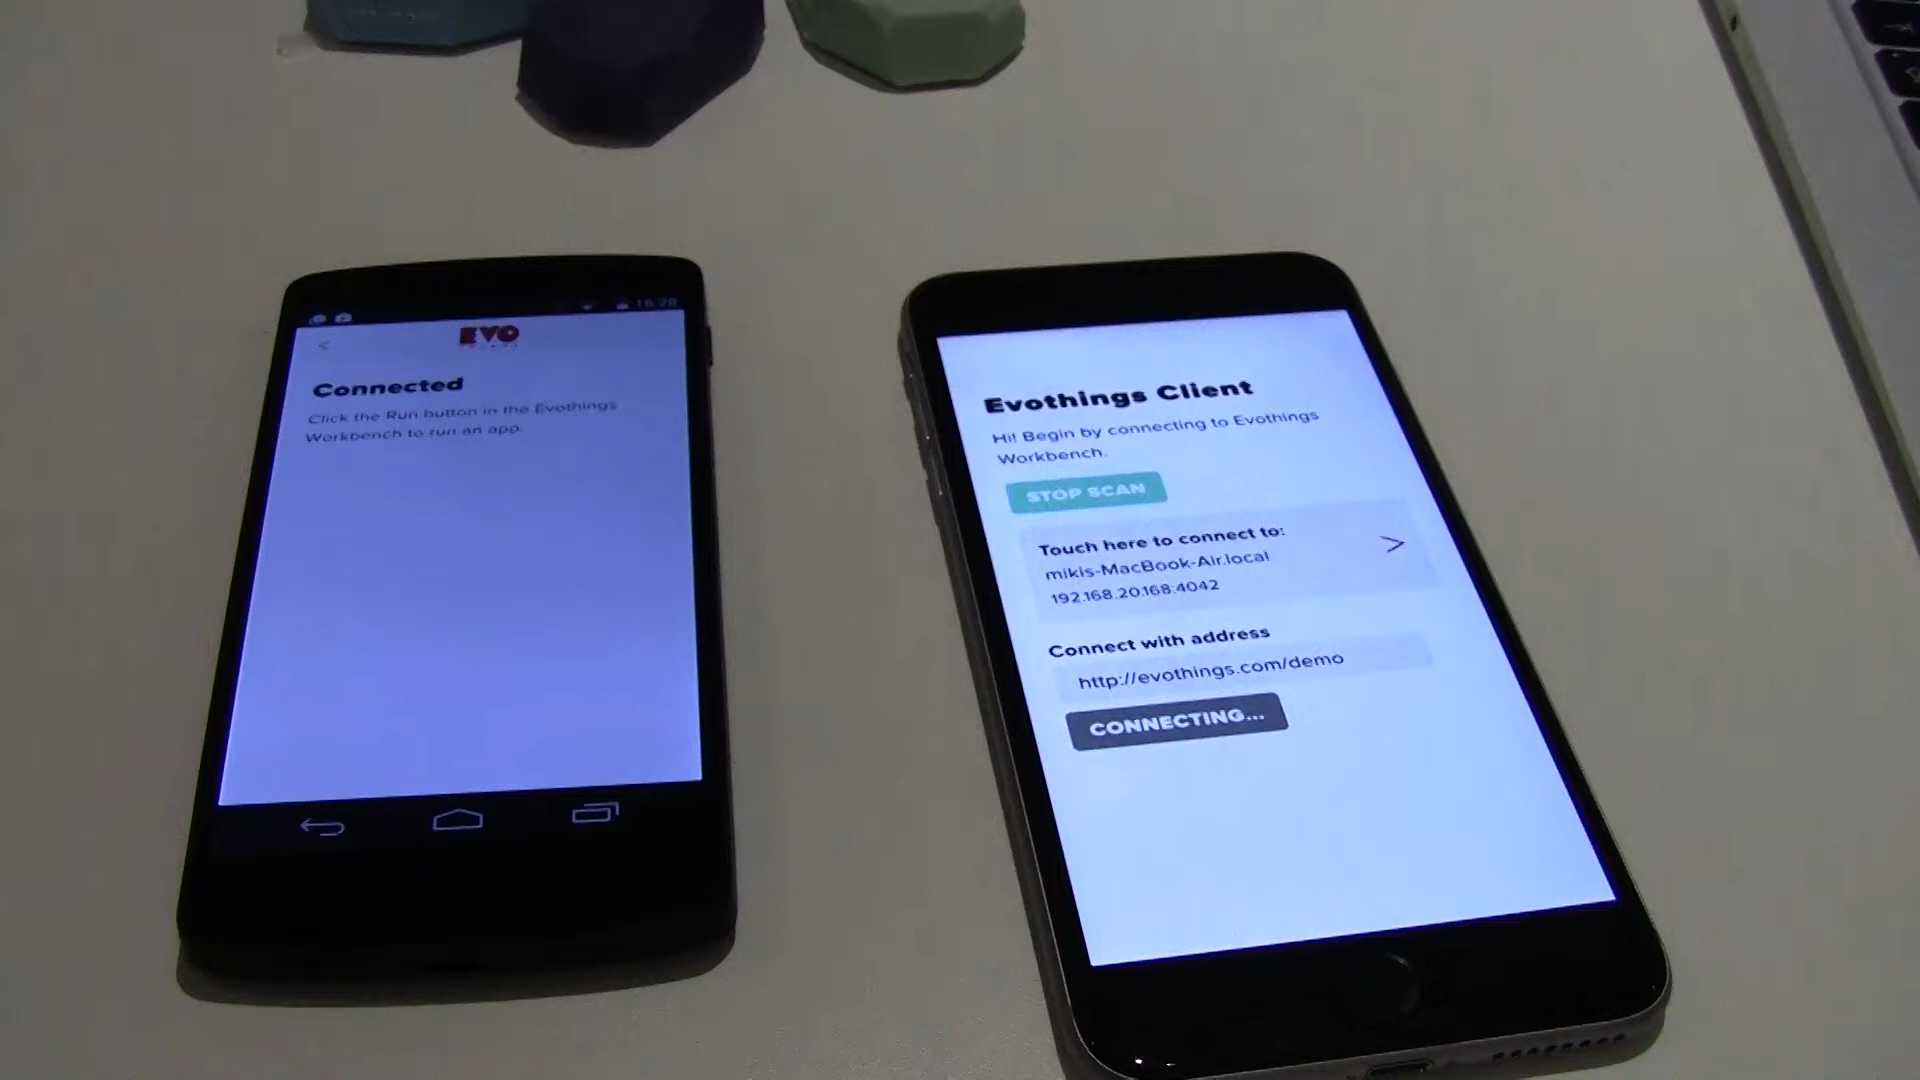 16:28
EVO
Connected
Click the Run button in the Evothings
Workbench to run an app.
Evothings Client
Hi! Begin by connecting to Evothings
Workbench.
STOP SCAN
Touch here to connect to:
mikis-MacBook-Air.local
192.168.20.168:4042
Connect with address
http://evothings.com/demo
CONNECTING...